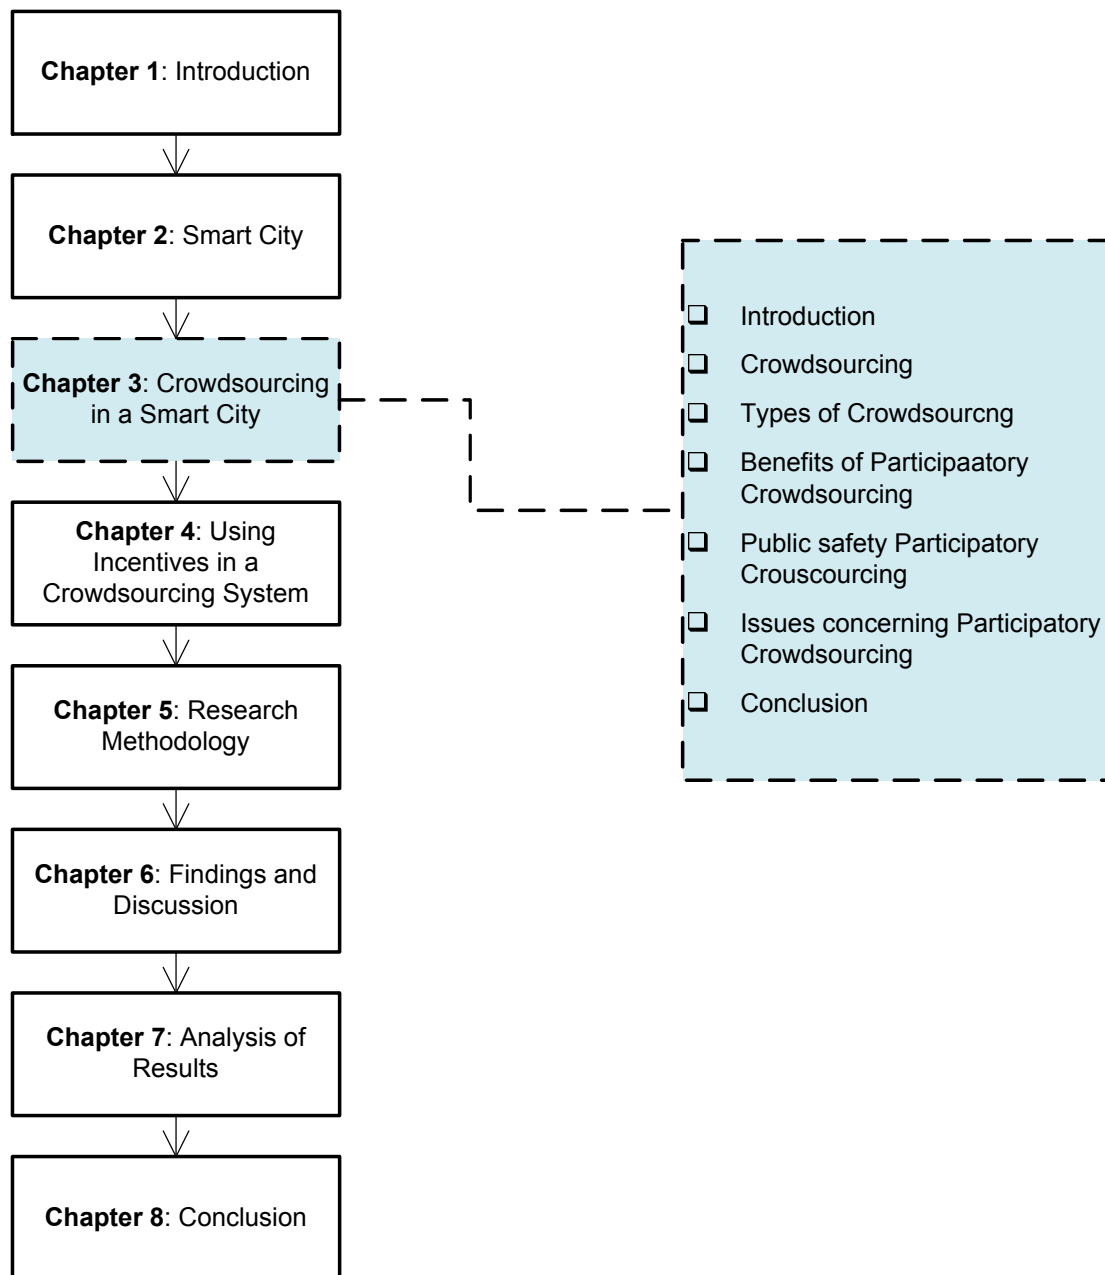 Chapter 1: Introduction
Chapter 2: Smart City
Chapter 3: Crowdsourcing
in a Smart City
Chapter 4: Using
Incentives in a
Crowdsourcing System
Chapter 5: Research
Methodology
Chapter 6: Findings and
Discussion
Chapter 7: Analysis of
Results
Chapter 8: Conclusion
Introduction
Crowdsourcing
Types of Crowdsourcng
Benefits of Participaatory
Crowdsourcing
Public safety Participatory
Crouscourcing
Issues concerning Participatory
Crowdsourcing
Conclusion